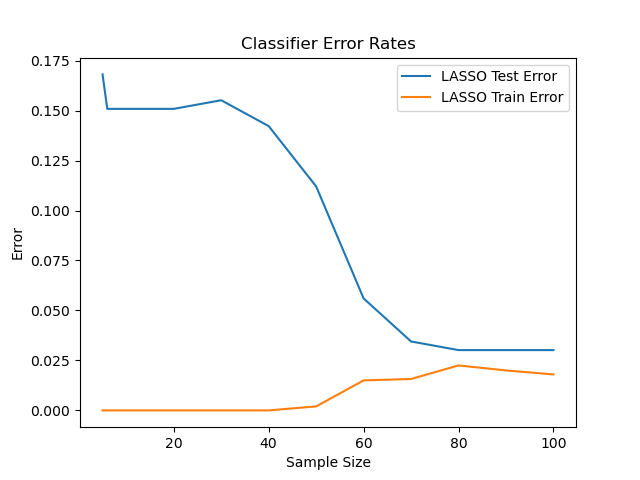 Classifier Error Rates
LASSO Test Error
LASSO Train Error
0.175
0.150
0.125
0.100
0.075
0.050
0.025
0.000
Error
20 40 60 80 100
Sample Size